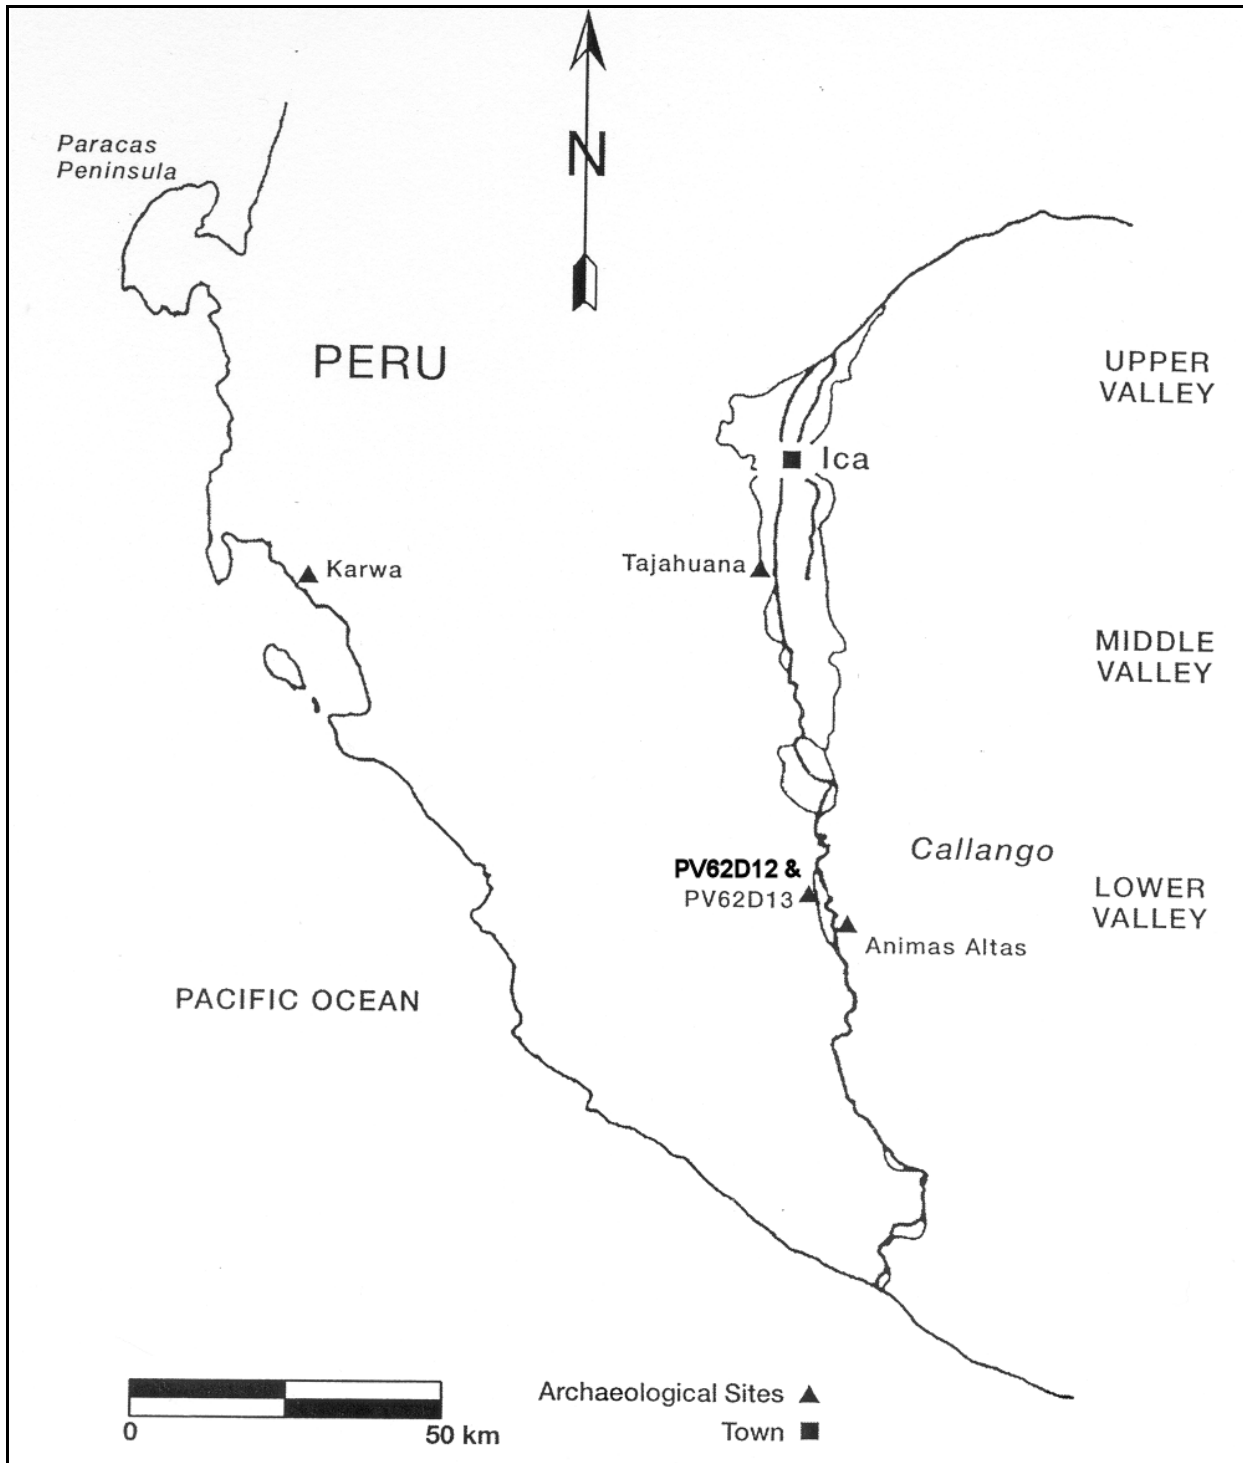 N
Paracas
Peninsula
PERU
UPPER
VALLEY
Ica
Karwa
Tajahuana
MIDDLE
VALLEY
PV62D12 &
PV62D13
Callango
LOWER
VALLEY
Animas Altas
PACIFIC OCEAN
Archaeological Sites
Town
0
50 km